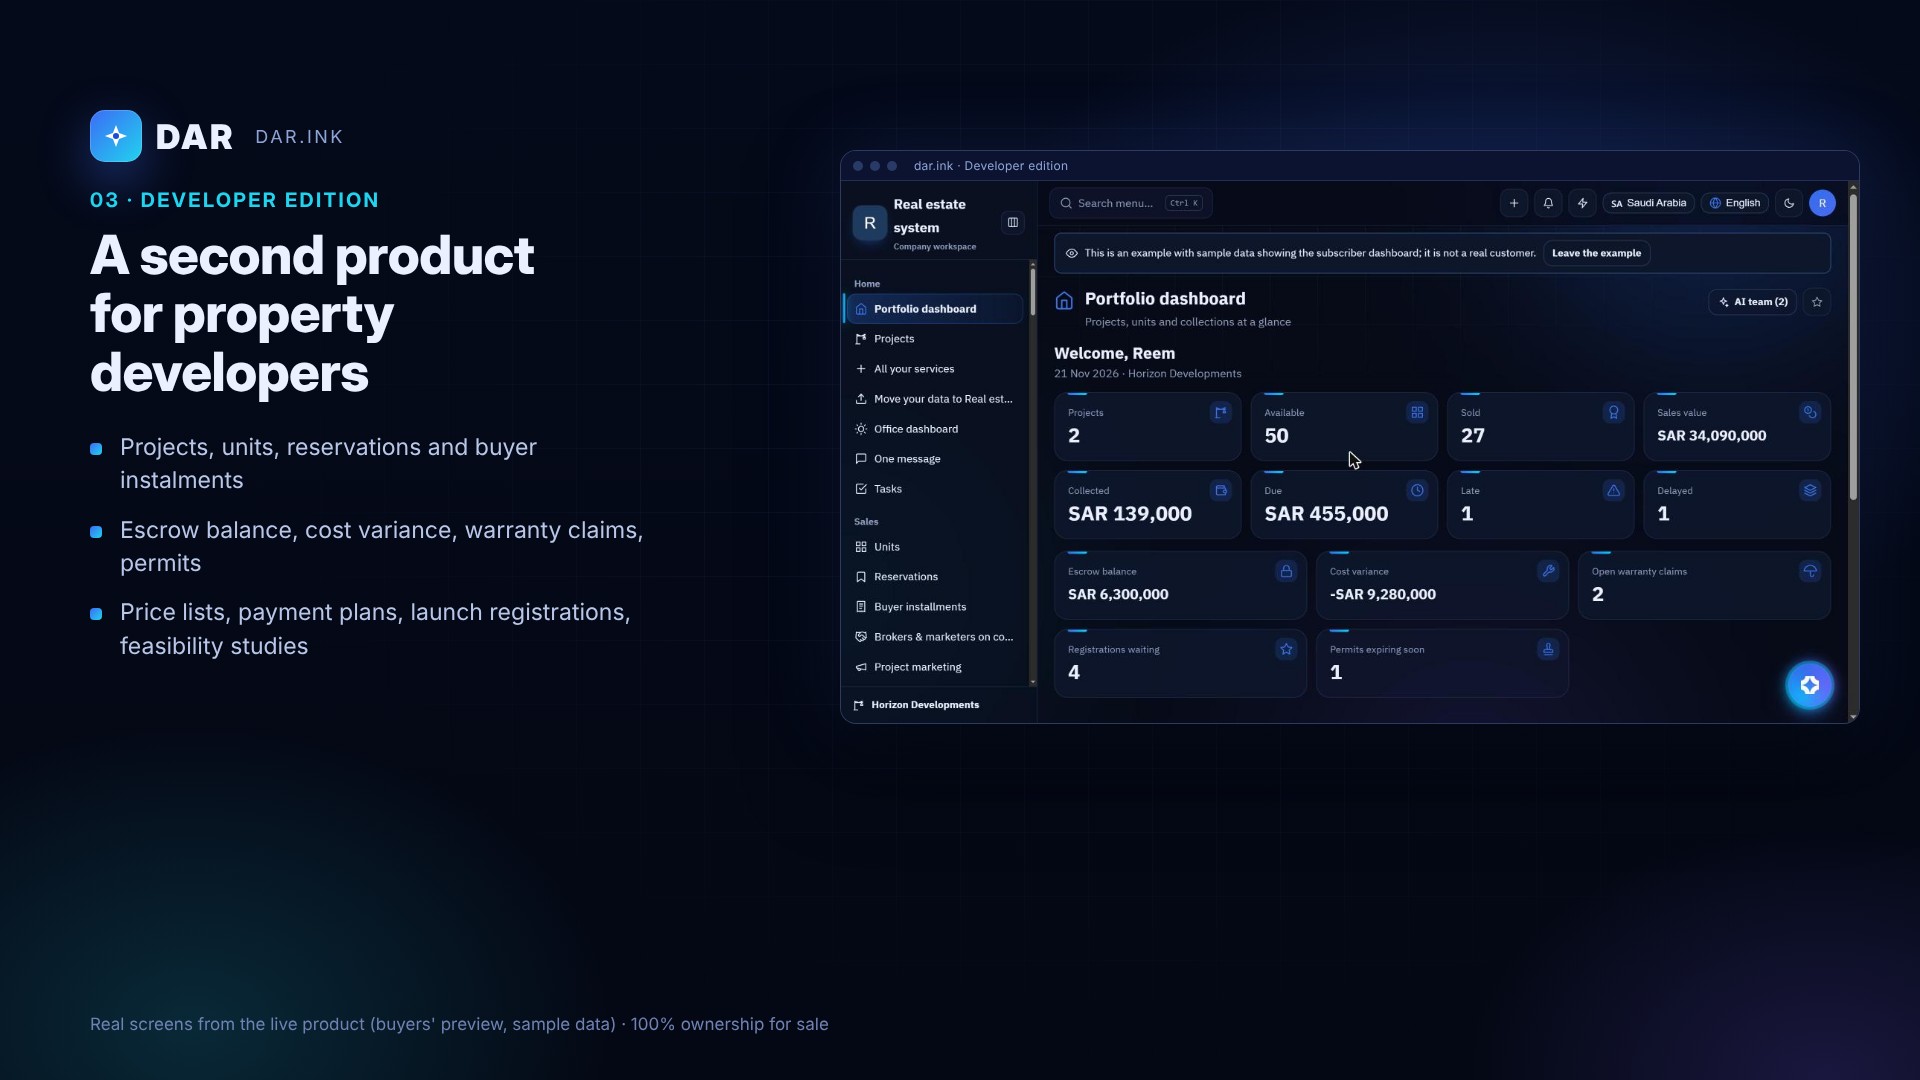 DAR DAR.INK
03 · DEVELOPER EDITION
A second product
for property
developers
Projects, units, reservations and buyer
instalments
Escrow balance, cost variance, warranty claims,
permits
Price lists, payment plans, launch registrations,
feasibility studies
dar.ink · Developer edition
R
Real estate
system
Company workspace
Home
Portfolio dashboard
Projects
All your services
Move your data to Real est...
Office dashboard
One message
Tasks
Sales
Units
Reservations
Buyer installments
Brokers & marketers on co...
Project marketing
Horizon Developments
Search menu... Ctrl K
SA Saudi Arabia
English
R
This is an example with sample data showing the subscriber dashboard; it is not a real customer. Leave the example
Portfolio dashboard
Projects, units and collections at a glance
AI team (2)
Welcome, Reem
21 Nov 2026 · Horizon Developments
Projects
2
Available
50
Sold
27
Sales value
SAR 34,090,000
Collected
SAR 139,000
Due
SAR 455,000
Late
1
Delayed
1
Escrow balance
SAR 6,300,000
Cost variance
-SAR 9,280,000
Open warranty claims
2
Registrations waiting
4
Permits expiring soon
1
Real screens from the live product (buyers' preview, sample data) · 100% ownership for sale